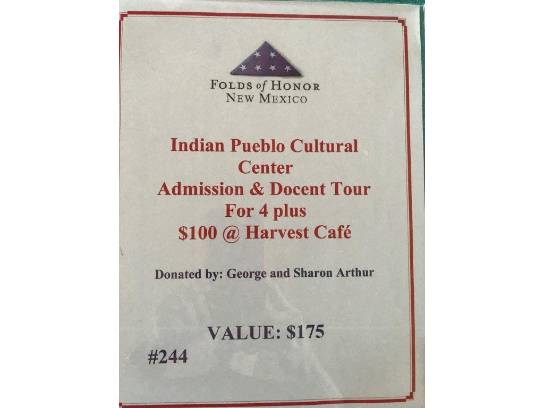 FOLDS of HONOR
NEW MEXICO
Indian Pueblo Cultural
Center
Admission & Docent Tour
For 4 plus
$100 @ Harvest Café
Donated by: George and Sharon Arthur
VALUE: $175
#244